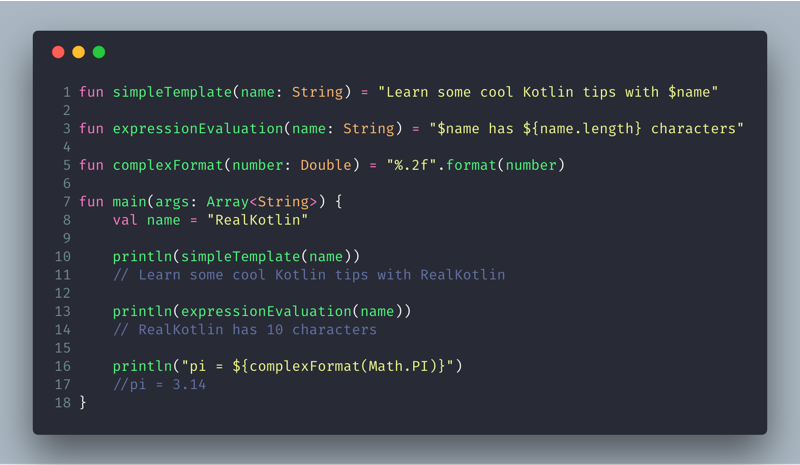 1 fun simpleTemplate(name: String) = "Learn some cool Kotlin tips with $name"
2
3 fun expressionEvaluation(name: String) = "$name has ${name.length} characters"
4
5 fun complexFormat(number: Double) = "%.2f".format(number)
6
7 fun main(args: Array<String>) {
8     val name = "RealKotlin"
9
10     println(simpleTemplate(name))
11     // Learn some cool Kotlin tips with RealKotlin
12
13     println(expressionEvaluation(name))
14     // RealKotlin has 10 characters
15
16     println("pi = ${complexFormat(Math.PI)}")
17     //pi = 3.14
18 }